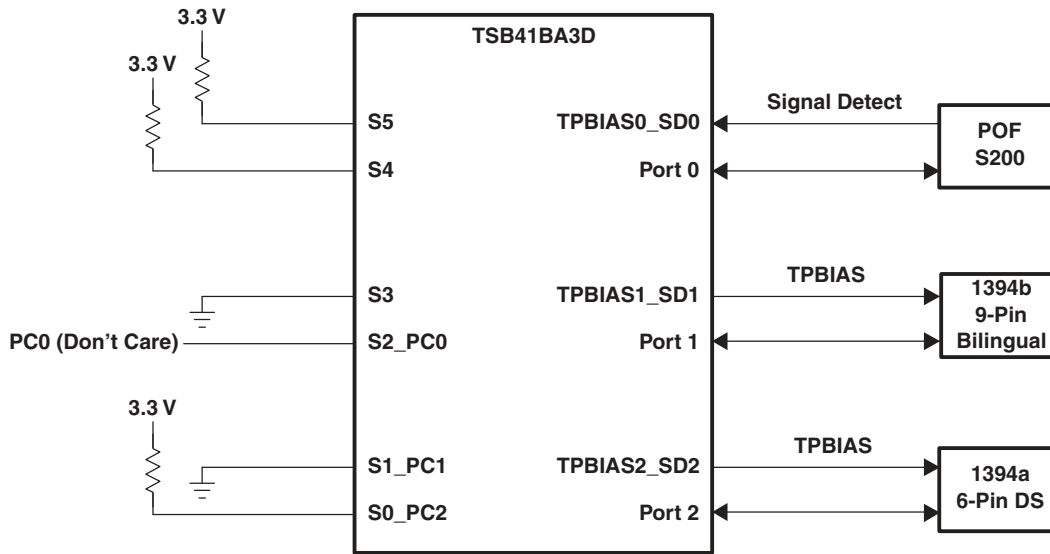 3.3 V
3.3 V
S5
S4
S3
PC0 (Don't Care)
S2_PC0
3.3 V
S1_PC1
S0_PC2
TSB41BA3D
TPBIAS0_SD0
Port 0
TPBIAS1_SD1
Port 1
TPBIAS2_SD2
Port 2
Signal Detect
POF
S200
TPBIAS
1394b
9-Pin
Bilingual
TPBIAS
1394a
6-Pin DS